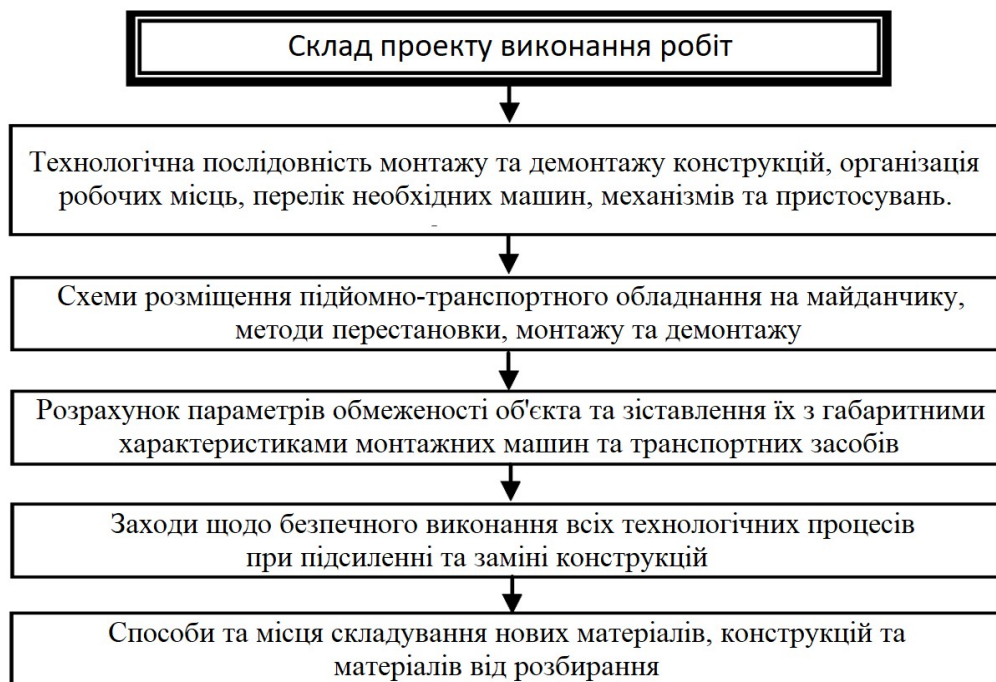 Склад проекту виконання робіт
Технологічна послідовність монтажу та демонтажу конструкцій, організація
робочих місць, перелік необхідних машин, механізмів та пристосувань.
Схеми розміщення підйомно-транспортного обладнання на майданчику,
методи перестановки, монтажу та демонтажу
Розрахунок параметрів обмеженості об'єкта та зіставлення їх з габаритними
характеристиками монтажних машин та транспортних засобів
Заходи щодо безпечного виконання всіх технологічних процесів
при підсиленні та заміні конструкцій
Способи та місця складування нових матеріалів, конструкцій та
матеріалів від розбирання